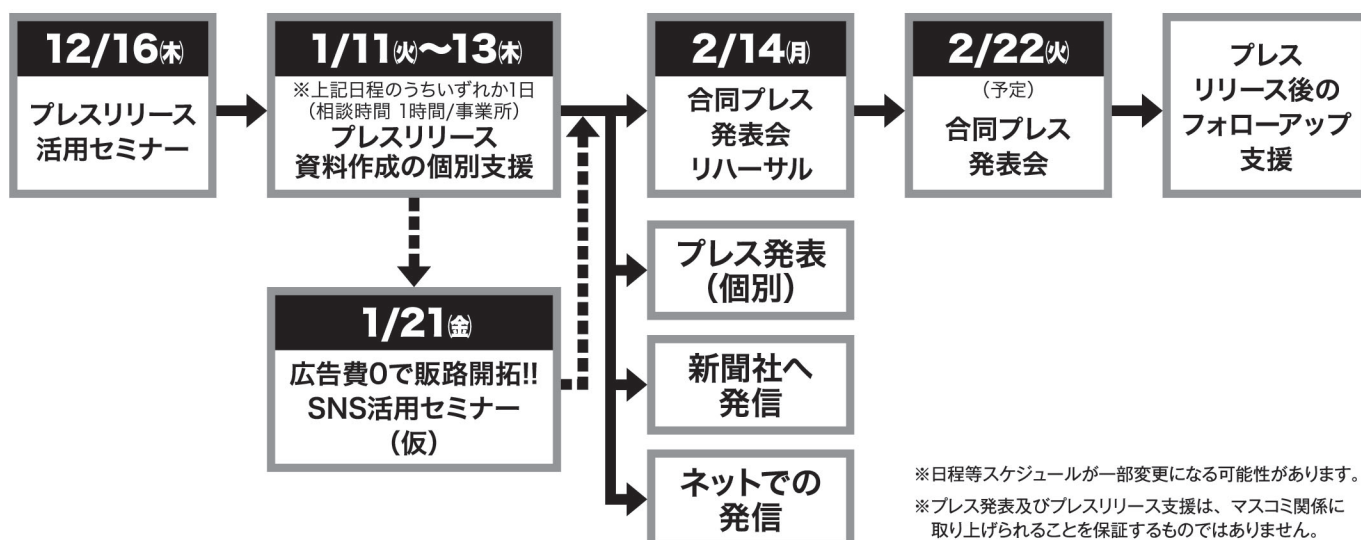 12/16㈭
プレスリリース
活用セミナー
1/11㈫～13㈭
※上記日程のうちいずれか1日
（相談時間 1時間/事業所）
プレスリリース
資料作成の個別支援
1/21㈮
広告費0で販路開拓!!
SNS活用セミナー
（仮）
2/14㈪
合同プレス
発表会
リハーサル
プレス発表
（個別）
新聞社へ
発信
ネットでの
発信
2/22㈫
（予定）
合同プレス
発表会
プレス
リリース後の
フォローアップ
支援
※日程等スケジュールが一部変更になる可能性があります。
※プレス発表及びプレスリリース支援は、マスコミ関係に
取り上げられることを保証するものではありません。